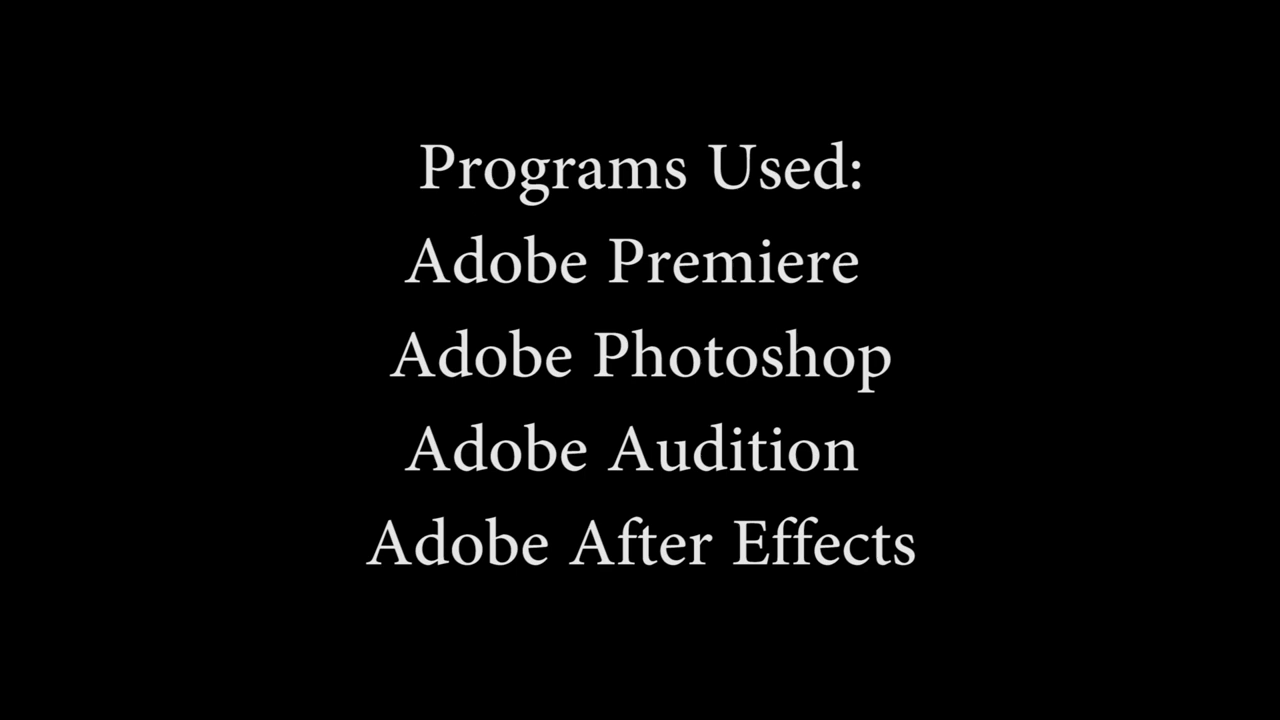 Programs Used:
Adobe Premiere
Adobe Photoshop
Adobe Audition
Adobe After Effects